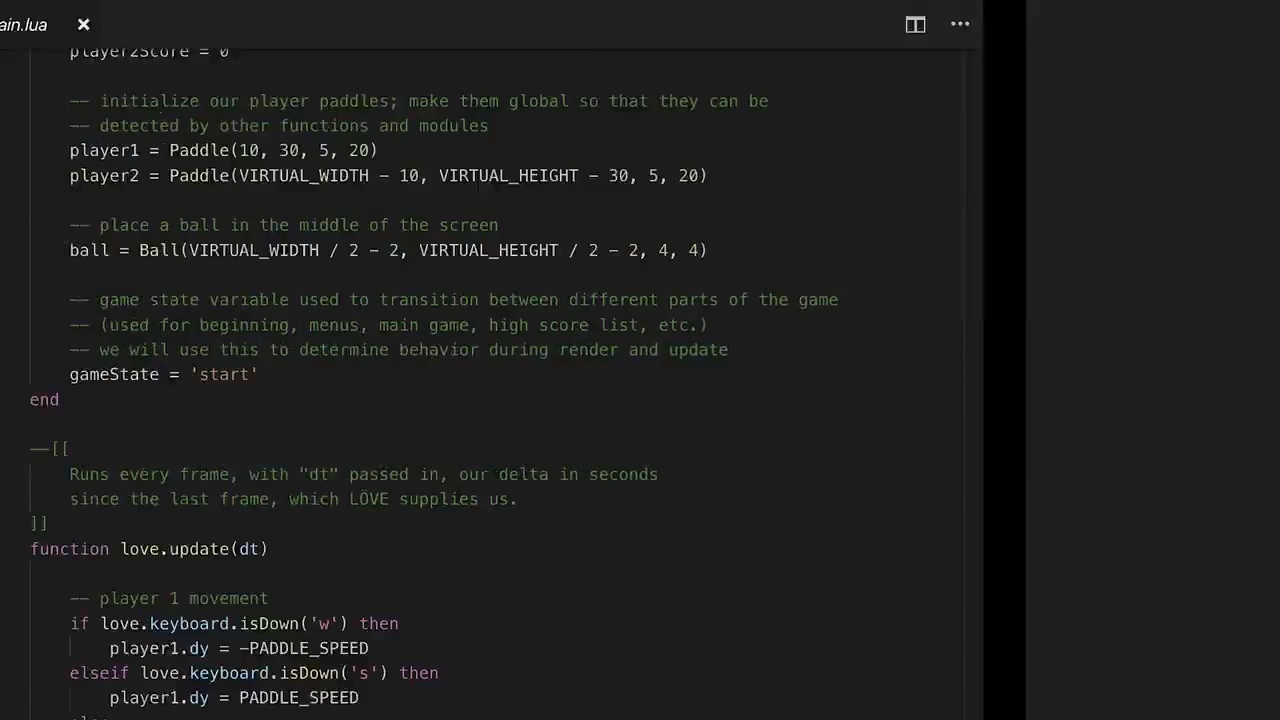 ain.lua
player2Score = 0
-- initialize our player paddles; make them global so that they can be
-- detected by other functions and modules
player1 = Paddle(10, 30, 5, 20)
player2 = Paddle(VIRTUAL_WIDTH - 10, VIRTUAL_HEIGHT - 30, 5, 20)
-- place a ball in the middle of the screen
ball = Ball(VIRTUAL_WIDTH / 2 - 2, VIRTUAL_HEIGHT / 2 - 2, 4, 4)
-- game state variable used to transition between different parts of the game
-- (used for beginning, menus, main game, high score list, etc.)
-- we will use this to determine behavior during render and update
gameState = 'start'
end
--[[
Runs every frame, with "dt" passed in, our delta in seconds
since the last frame, which LÖVE supplies us.
]]
function love.update(dt)
-- player 1 movement
if love.keyboard.isDown('w') then
player1.dy = -PADDLE_SPEED
elseif love.keyboard.isDown('s') then
player1.dy = PADDLE_SPEED